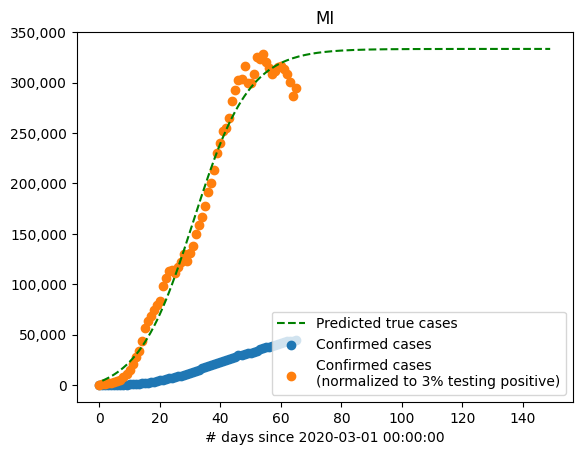 MI
350,000
300,000
250,000
200,000
150,000
100,000
50,000
0
Predicted true cases
Confirmed cases
Confirmed cases
(normalized to 3% testing positive)
0 20 40 60 80 100 120 140
# days since 2020-03-01 00:00:00